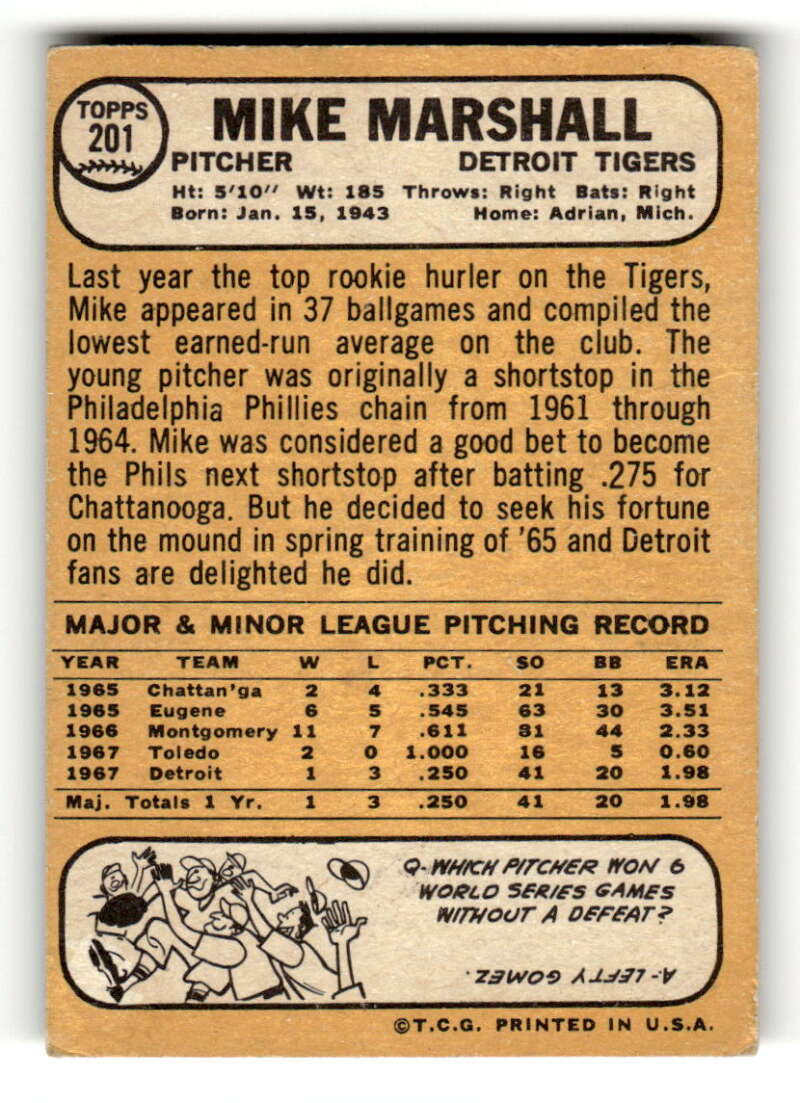 TOPPS
201
MIKE MARSHALL
PITCHER DETROIT TIGERS
Ht: 5'10" Wt: 185 Throws: Right Bats: Right
Born: Jan. 15, 1943 Home: Adrian, Mich.
Last year the top rookie hurler on the Tigers,
Mike appeared in 37 ballgames and compiled the
lowest earned-run average on the club. The
young pitcher was originally a shortstop in the
Philadelphia Phillies chain from 1961 through
1964. Mike was considered a good bet to become
the Phils next shortstop after batting .275 for
Chattanooga. But he decided to seek his fortune
on the mound in spring training of '65 and Detroit
fans are delighted he did.
MAJOR & MINOR LEAGUE PITCHING RECORD
YEAR TEAM W L PCT. SO BB ERA
1965 Chattan'ga 2 4 .333 21 13 3.12
1965 Eugene 6 5 .545 63 30 3.51
1966 Montgomery 11 7 .611 81 44 2.33
1967 Toledo 2 0 1.000 16 5 0.60
1967 Detroit 1 3 .250 41 20 1.98
Maj. Totals 1 Yr. 1 3 .250 41 20 1.98
Q- WHICH PITCHER WON 6
WORLD SERIES GAMES
WITHOUT A DEFEAT?
A- LEFTY GOMEZ.
©T.C.G. PRINTED IN U.S.A.